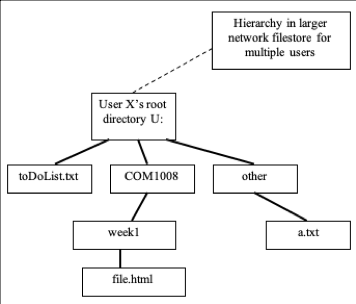 Hierarchy in larger
network filestore for
multiple users
User X's root
directory U:
toDoList.txt
COM1008
other
week1
a.txt
file.html